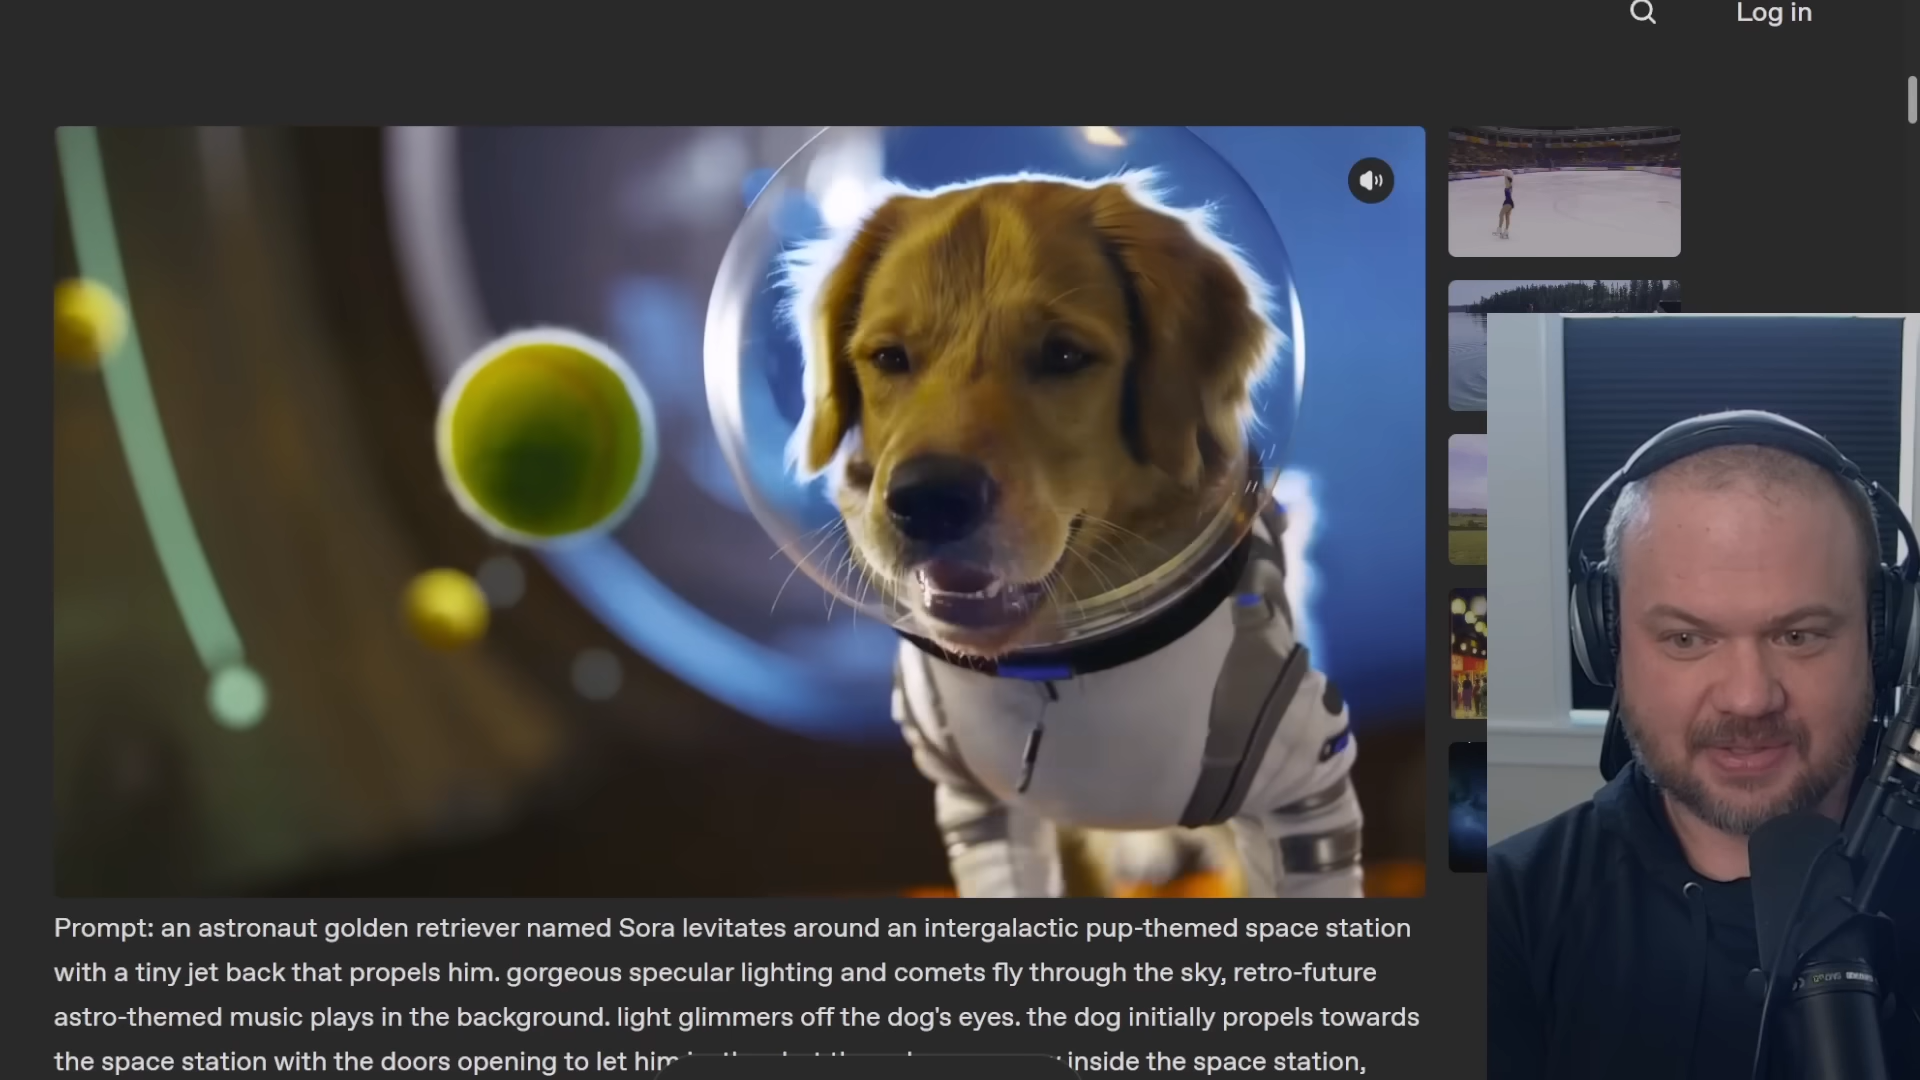 Log in
Prompt: an astronaut golden retriever named Sora levitates around an intergalactic pup-themed space station
with a tiny jet back that propels him. gorgeous specular lighting and comets fly through the sky, retro-future
astro-themed music plays in the background. light glimmers off the dog's eyes. the dog initially propels towards
the space station with the doors opening to let him inside the space station,